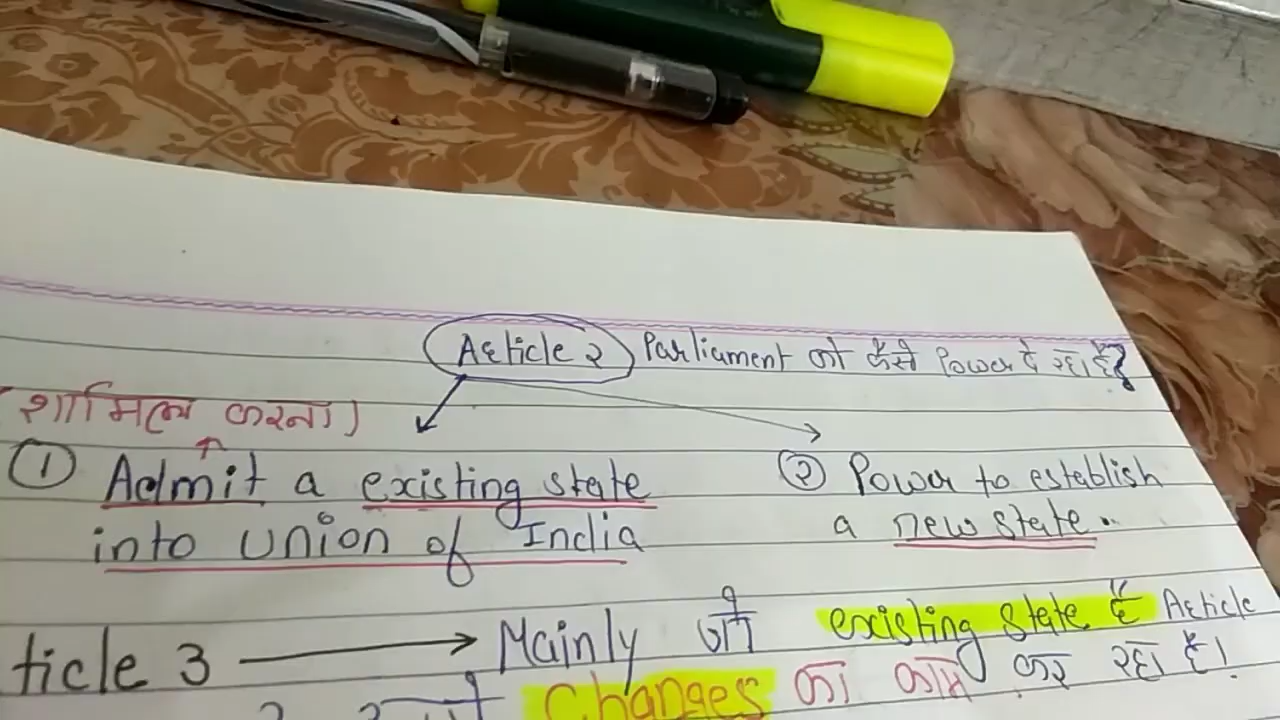 Article 2 Parliament को कैसे Power दे रहा है?
(शामिल करना)
① Admit a existing state
into Union of India
② Power to establish
a new state.
ticle 3 → Mainly जो existing state है Article
Changes का काम कर रहा है।